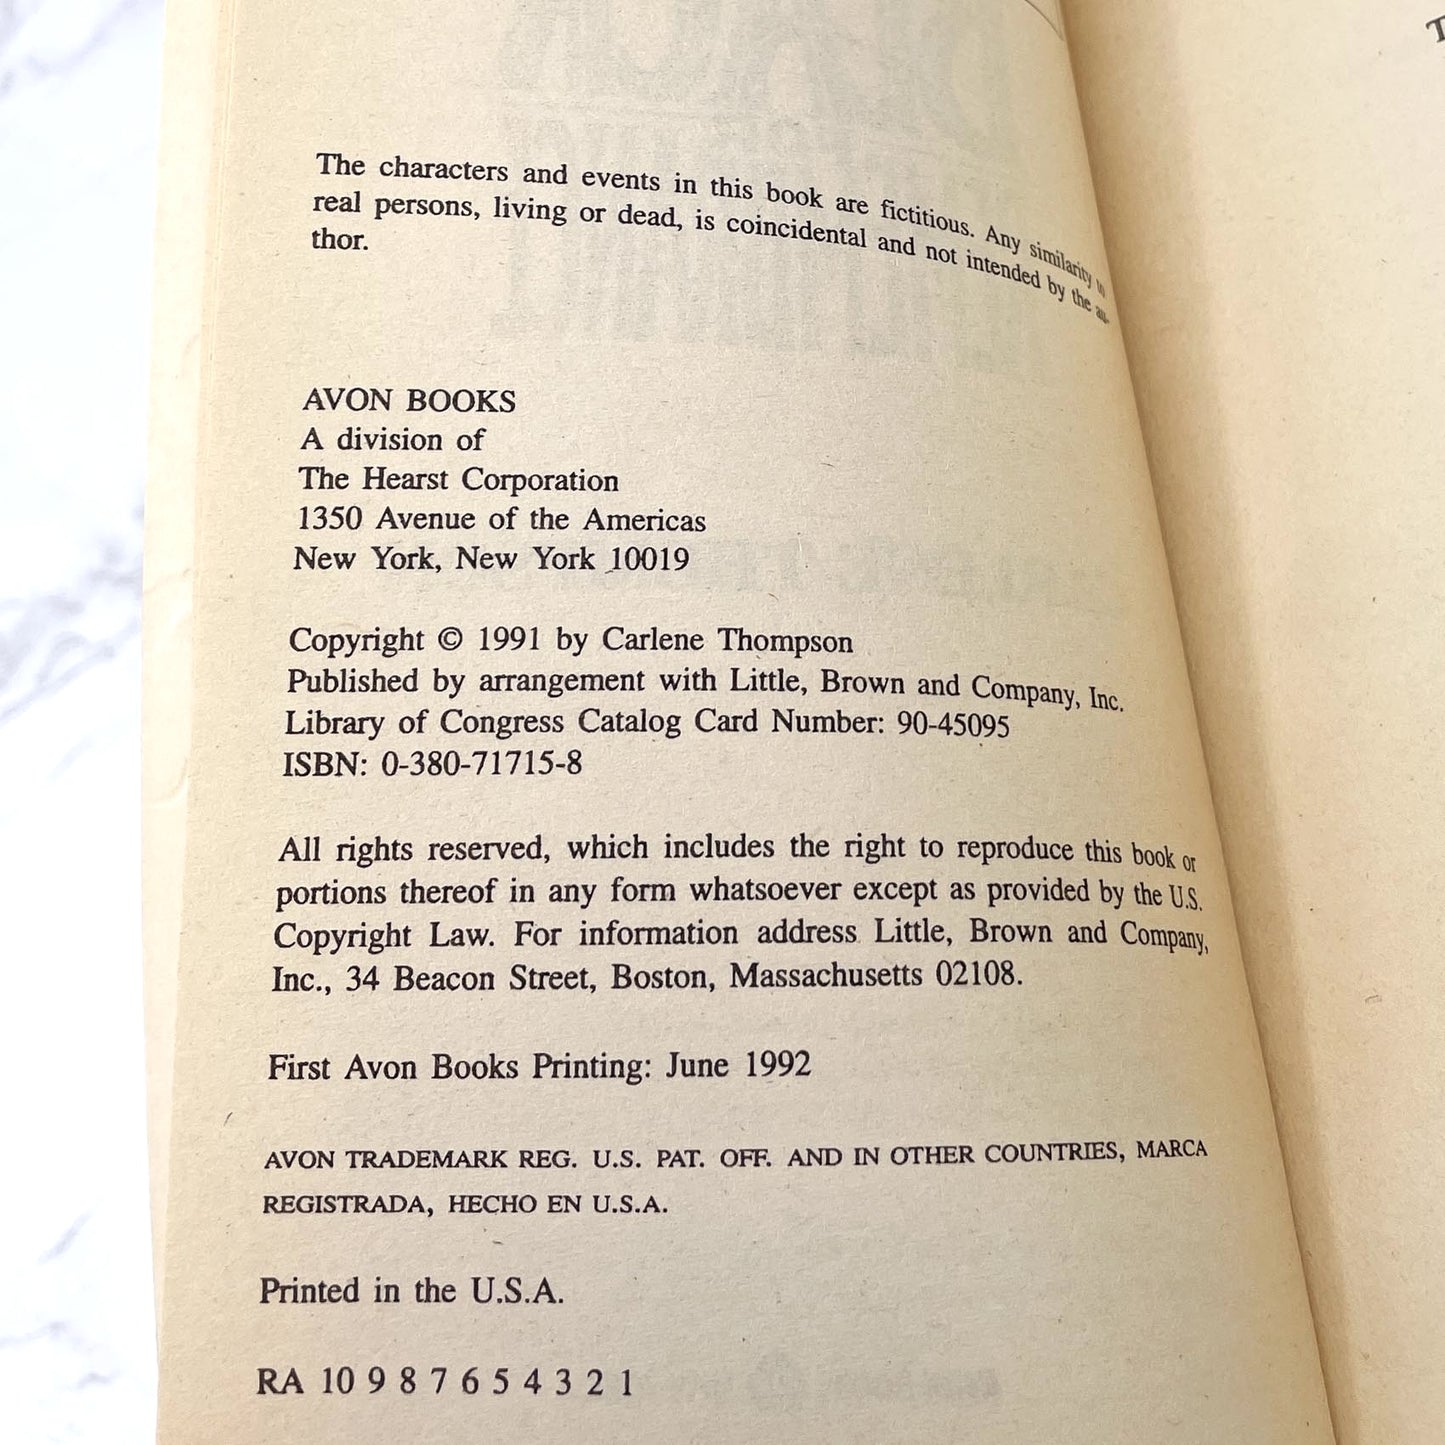 The characters and events in this book are fictitious. Any similarity to
real persons, living or dead, is coincidental and not intended by the au-
thor.
AVON BOOKS
A division of
The Hearst Corporation
1350 Avenue of the Americas
New York, New York 10019
Copyright © 1991 by Carlene Thompson
Published by arrangement with Little, Brown and Company, Inc.
Library of Congress Catalog Card Number: 90-45095
ISBN: 0-380-71715-8
All rights reserved, which includes the right to reproduce this book or
portions thereof in any form whatsoever except as provided by the U.S.
Copyright Law. For information address Little, Brown and Company,
Inc., 34 Beacon Street, Boston, Massachusetts 02108.
First Avon Books Printing: June 1992
AVON TRADEMARK REG. U.S. PAT. OFF. AND IN OTHER COUNTRIES, MARCA
REGISTRADA, HECHO EN U.S.A.
Printed in the U.S.A.
RA 10 9 8 7 6 5 4 3 2 1